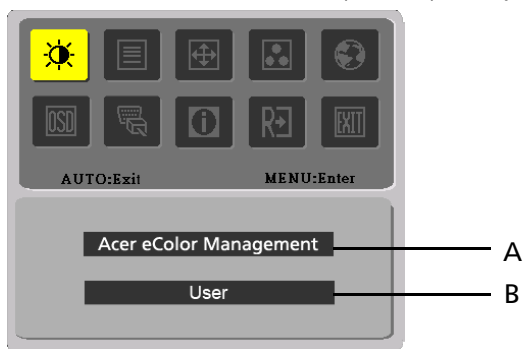 OSD
R
EXIT
AUTO:Exit MENU:Enter
Acer eColor Management A
User B